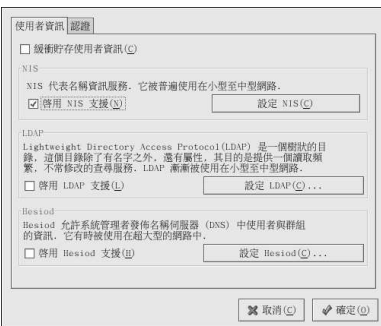 使用者資訊 認證
緩衝貯存使用者資訊(C)
NIS
NIS 代表名稱資訊服務. 它被普遍使用在小型至中型網路.
啓用 NIS 支援(N) 設定 NIS(C)
LDAP
Lightweight Directory Access Protocol(LDAP) 是一個樹狀的目
錄. 這個目錄除了有名字之外, 還有屬性, 其目的是提供一個讀取頻
繁, 不常修改的查尋服務. LDAP 漸漸被使用在小型至中型網路.
啓用 LDAP 支援(L) 設定 LDAP(C)...
Hesiod
Hesiod 允許系統管理者發佈名稱伺服器 (DNS) 中使用者與群組
的資訊. 它有時被使用在超大型的網路中.
啓用 Hesiod 支援(H) 設定 Hesiod(C)...
取消(C) 確定(O)